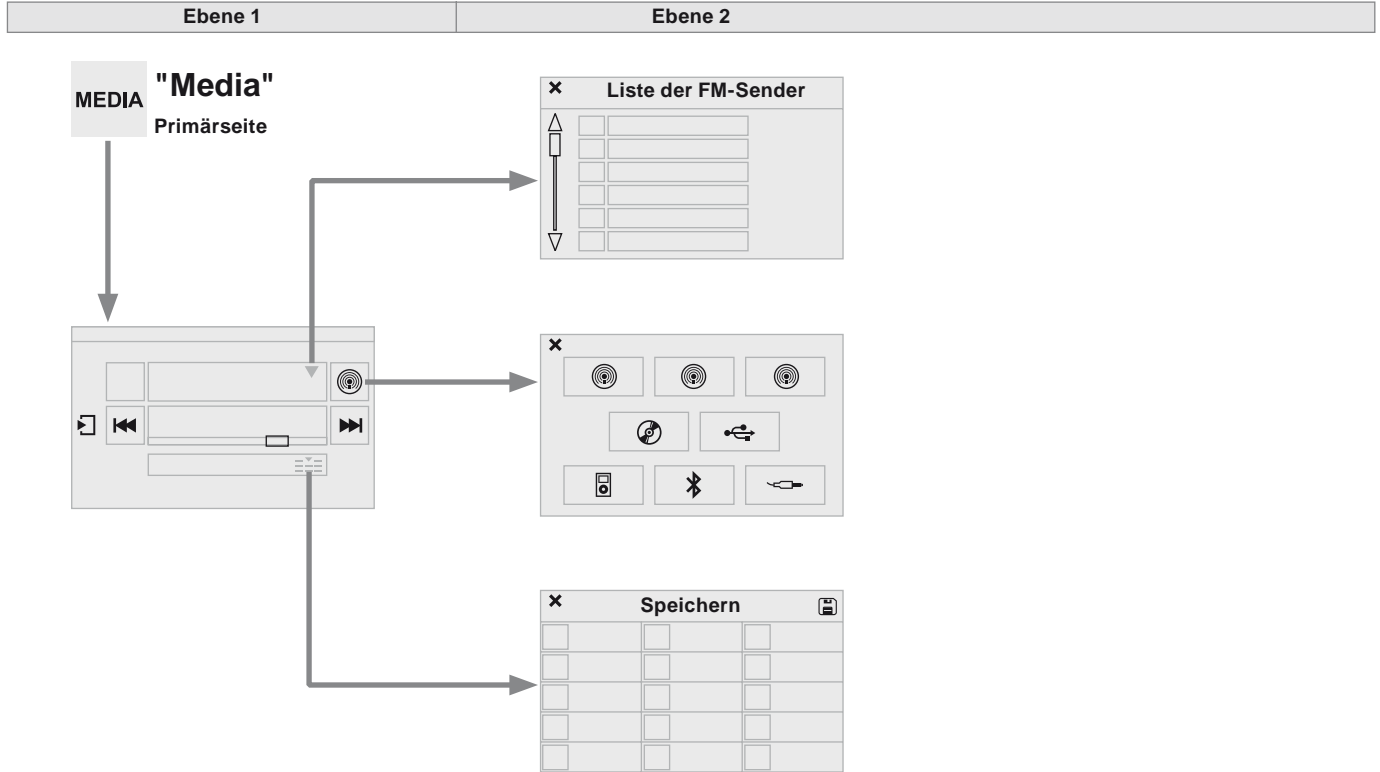 Ebene 1
Ebene 2
MEDIA
"Media"
Primärseite
Liste der FM-Sender
Speichern